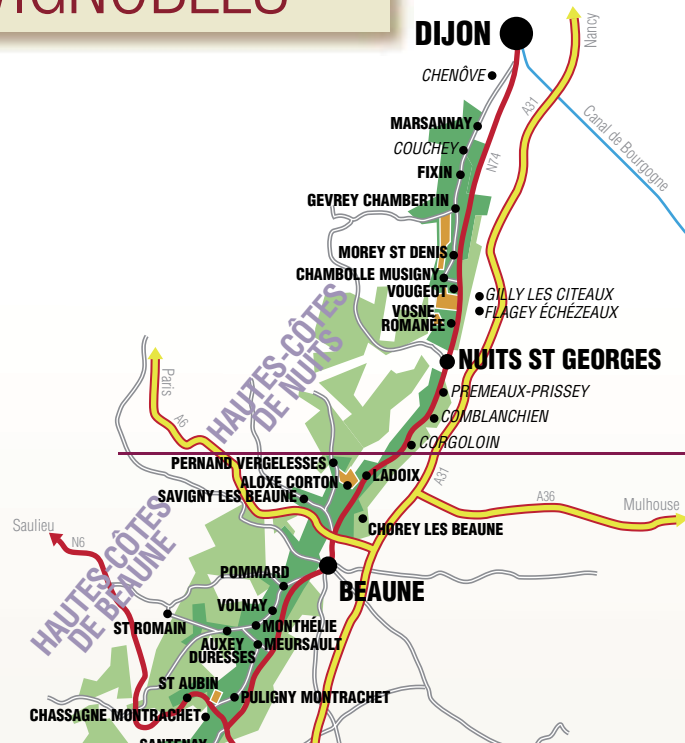 VIGNOBLES
DIJON
Nancy
CHENÔVE
A31
Canal de Bourgogne
MARSANNAY
COUCHEY
N74
FIXIN
GEVREY CHAMBERTIN
MOREY ST DENIS
CHAMBOLLE MUSIGNY
VOUGEOT
GILLY LES CITEAUX
FLAGEY ÉCHÉZEAUX
VOSNE
ROMANÉE
HAUTES-CÔTES
DE NUITS
NUITS ST GEORGES
Paris
PREMEAUX-PRISSEY
A6
COMBLANCHIEN
CORGOLOIN
PERNAND VERGELESSES
LADOIX
A31
ALOXE CORTON
SAVIGNY LES BEAUNE
A36
Mulhouse
Saulieu
N6
CHOREY LES BEAUNE
HAUTES-CÔTES
DE BEAUNE
POMMARD
BEAUNE
VOLNAY
ST ROMAIN
MONTHÉLIE
AUXEY
DURESSES
MEURSAULT
ST AUBIN
PULIGNY MONTRACHET
CHASSAGNE MONTRACHET
SANTENAY